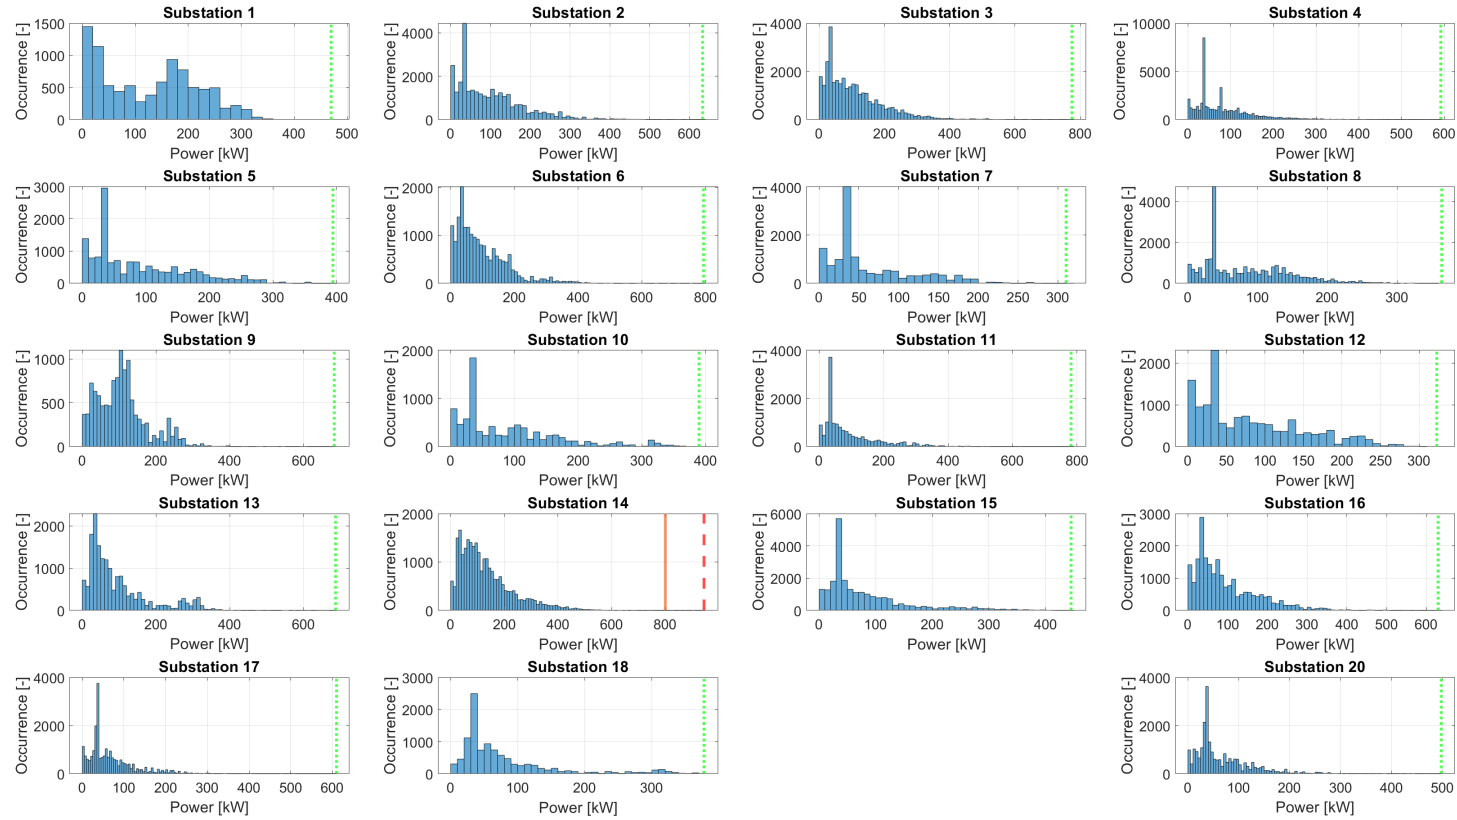 Substation 1
Occurrence [-]
1500
1000
500
0
0 100 200 300 400 500
Power [kW]
Substation 2
Occurrence [-]
4000
2000
0
0 100 200 300 400 500 600
Power [kW]
Substation 3
Occurrence [-]
4000
2000
0
0 200 400 600 800
Power [kW]
Substation 4
Occurrence [-]
10000
5000
0
0 100 200 300 400 500 600
Power [kW]
Substation 5
Occurrence [-]
3000
2000
1000
0
0 100 200 300 400
Power [kW]
Substation 6
Occurrence [-]
2000
1000
0
0 200 400 600 800
Power [kW]
Substation 7
Occurrence [-]
4000
2000
0
0 50 100 150 200 250 300
Power [kW]
Substation 8
Occurrence [-]
4000
2000
0
0 100 200 300
Power [kW]
Substation 9
Occurrence [-]
1000
500
0
0 200 400 600
Power [kW]
Substation 10
Occurrence [-]
2000
1000
0
0 100 200 300 400
Power [kW]
Substation 11
Occurrence [-]
4000
2000
0
0 200 400 600 800
Power [kW]
Substation 12
Occurrence [-]
2000
1000
0
0 50 100 150 200 250 300
Power [kW]
Substation 13
Occurrence [-]
2000
1000
0
0 200 400 600
Power [kW]
Substation 14
Occurrence [-]
2000
1000
0
0 200 400 600 800
Power [kW]
Substation 15
Occurrence [-]
6000
4000
2000
0
0 100 200 300 400
Power [kW]
Substation 16
Occurrence [-]
3000
2000
1000
0
0 100 200 300 400 500 600
Power [kW]
Substation 17
Occurrence [-]
4000
2000
0
0 100 200 300 400 500 600
Power [kW]
Substation 18
Occurrence [-]
3000
2000
1000
0
0 100 200 300
Power [kW]
Substation 20
Occurrence [-]
4000
2000
0
0 100 200 300 400 500
Power [kW]